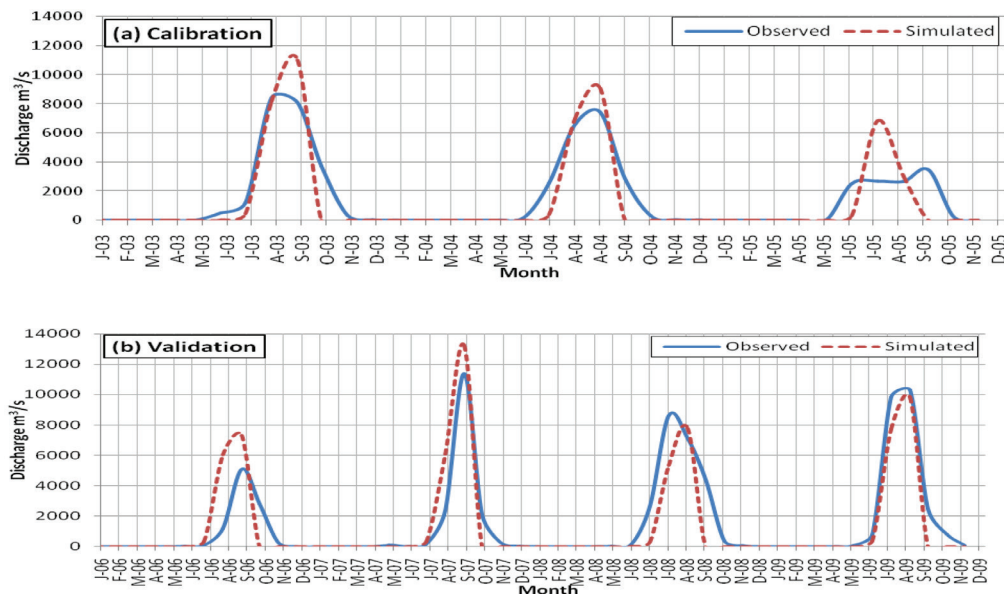 14000
12000
10000
8000
6000
4000
2000
0
Discharge m³/s
(a) Calibration
Observed Simulated
J-03 F-03 M-03 A-03 M-03 J-03 J-03 A-03 S-03 O-03 N-03 D-03 J-04 F-04 M-04 A-04 M-04 J-04 J-04 A-04 A-04 S-04 O-04 N-04 D-04 J-05 F-05 M-05 A-05 M-05 J-05 J-05 A-05 S-05 O-05 N-05 D-05
Month
14000
12000
10000
8000
6000
4000
2000
0
Discharge m³/s
(b) Validation
Observed Simulated
J-06 F-06 M-06 A-06 M-06 J-06 J-06 A-06 S-06 O-06 N-06 D-06 J-07 F-07 M-07 A-07 M-07 J-07 J-07 A-07 S-07 O-07 N-07 D-07 J-08 F-08 M-08 A-08 M-08 J-08 J-08 A-08 S-08 O-08 N-08 D-08 J-09 F-09 M-09 A-09 M-09 J-09 J-09 A-09 S-09 O-09 N-09 D-09
Month